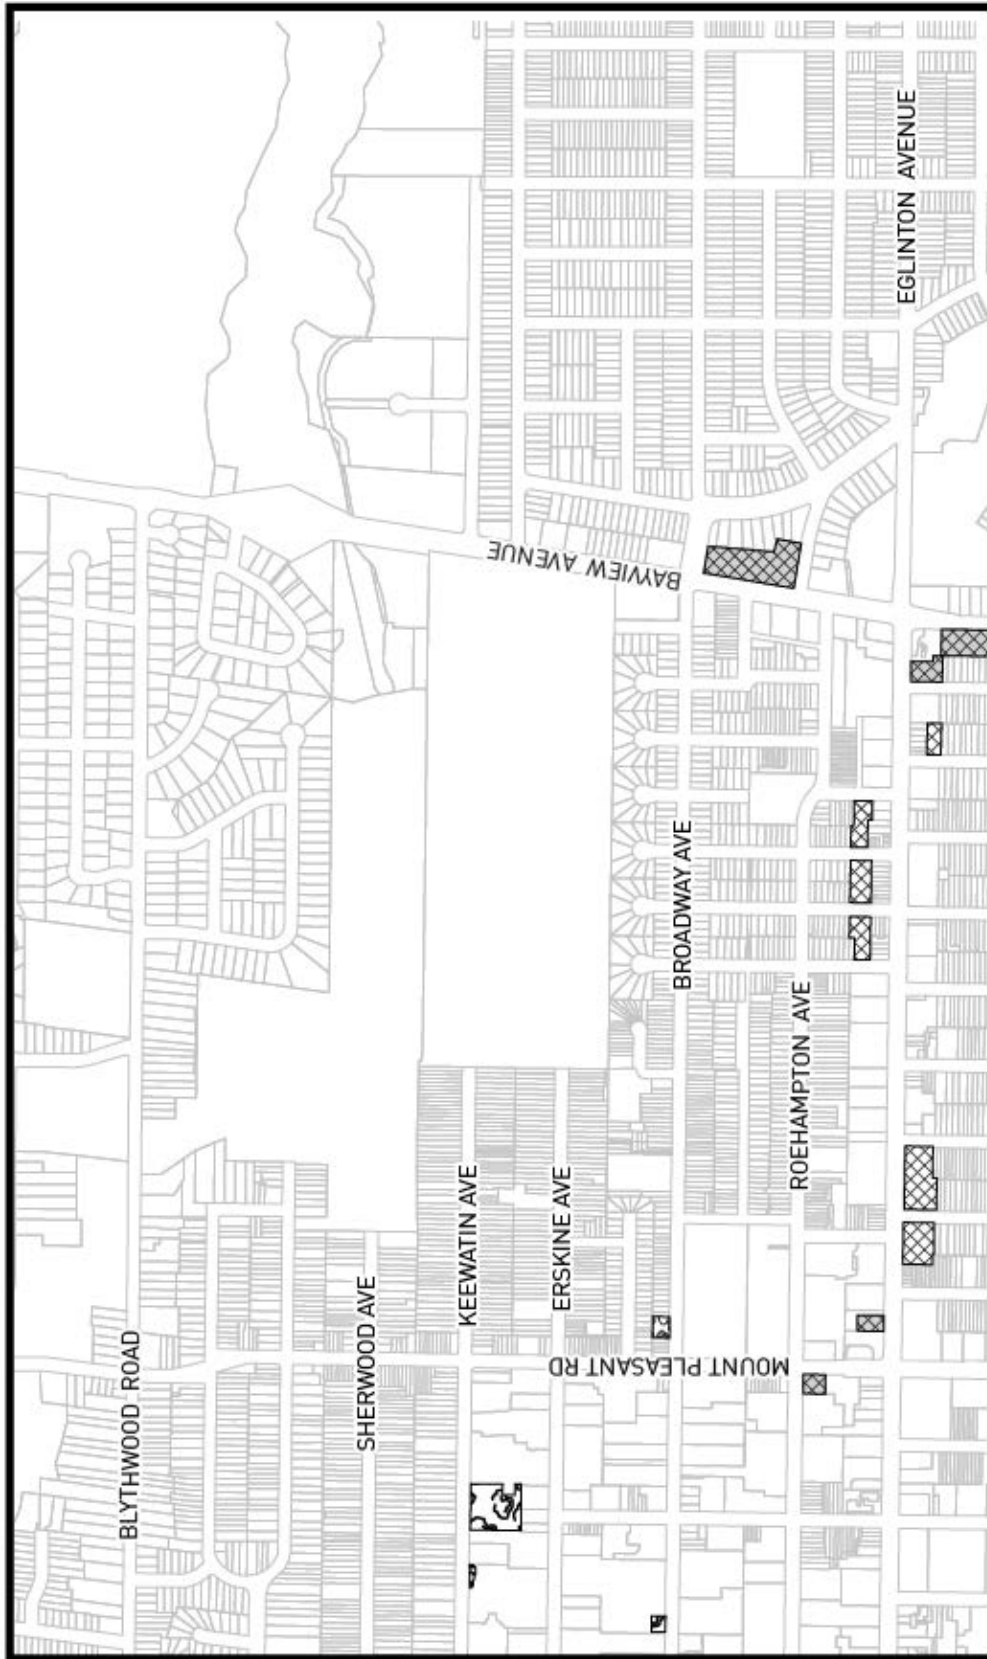 EGLINTON AVENUE
BAYVIEW AVENUE
BROADWAY AVE
ROEHAMPTON AVE
KEEWATIN AVE
ERSKINE AVE
SHERWOOD AVE
BLYTHWOOD ROAD
MOUNT PLEASANT RD